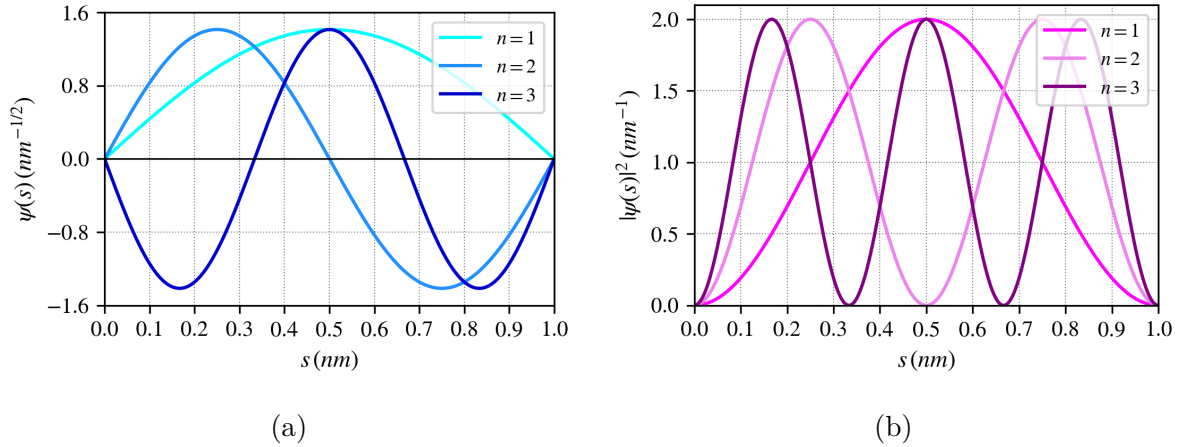 1.6
0.8
0.0
−0.8
−1.6
ψ(s) (nm^{-1/2})
n = 1
n = 2
n = 3
0.0 0.1 0.2 0.3 0.4 0.5 0.6 0.7 0.8 0.9 1.0
s (nm)
(a)
2.0
1.5
1.0
0.5
0.0
|ψ(s)|² (nm⁻¹)
n = 1
n = 2
n = 3
0.0 0.1 0.2 0.3 0.4 0.5 0.6 0.7 0.8 0.9 1.0
s (nm)
(b)